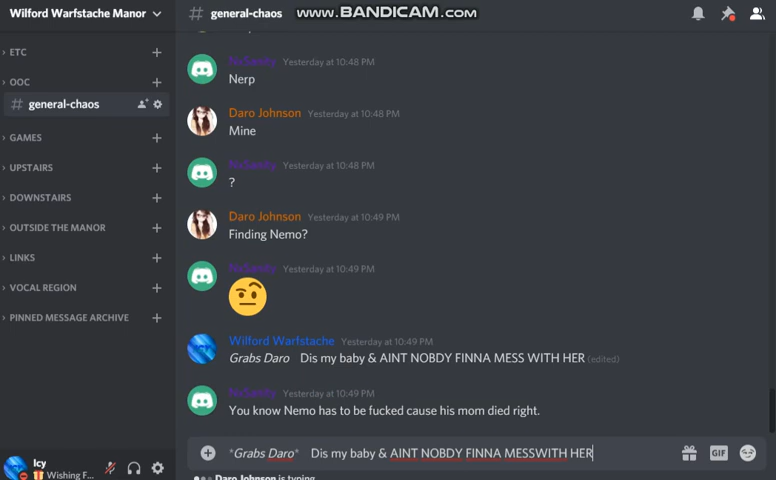 Wilford Warfstache Manor
# general-chaos
www.BANDICAM.com
ETC
OOC
# general-chaos
GAMES
UPSTAIRS
DOWNSTAIRS
OUTSIDE THE MANOR
LINKS
VOCAL REGION
PINNED MESSAGE ARCHIVE
Icy
Wishing F...
Yesterday at 10:48 PM
Nerp
Daro Johnson Yesterday at 10:48 PM
Mine
Yesterday at 10:48 PM
?
Daro Johnson Yesterday at 10:49 PM
Finding Nemo?
Yesterday at 10:49 PM
Wilford Warfstache Yesterday at 10:49 PM
Grabs Daro Dis my baby & AINT NOBDY FINNA MESS WITH HER (edited)
Yesterday at 10:49 PM
You know Nemo has to be fucked cause his mom died right.
*Grabs Daro* Dis my baby & AINT NOBDY FINNA MESSWITH HER
GIF
Daro Johnson is typing